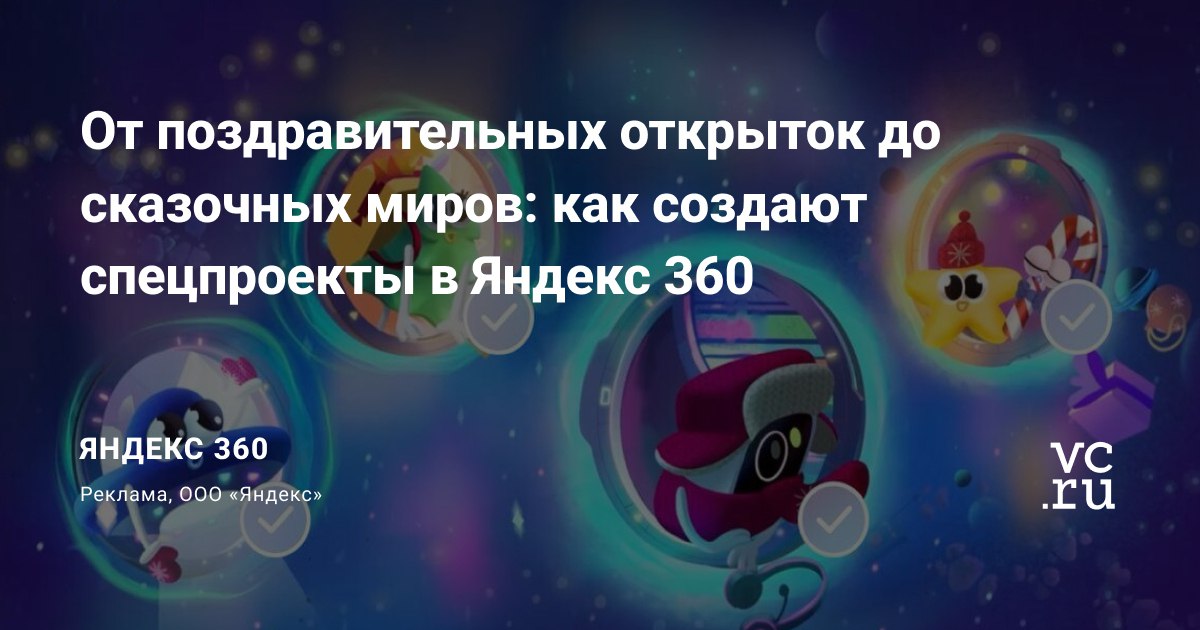 От поздравительных открыток до
сказочных миров: как создают
спецпроекты в Яндекс 360
ЯНДЕКС 360
Реклама, ООО «Яндекс»
vc
.ru